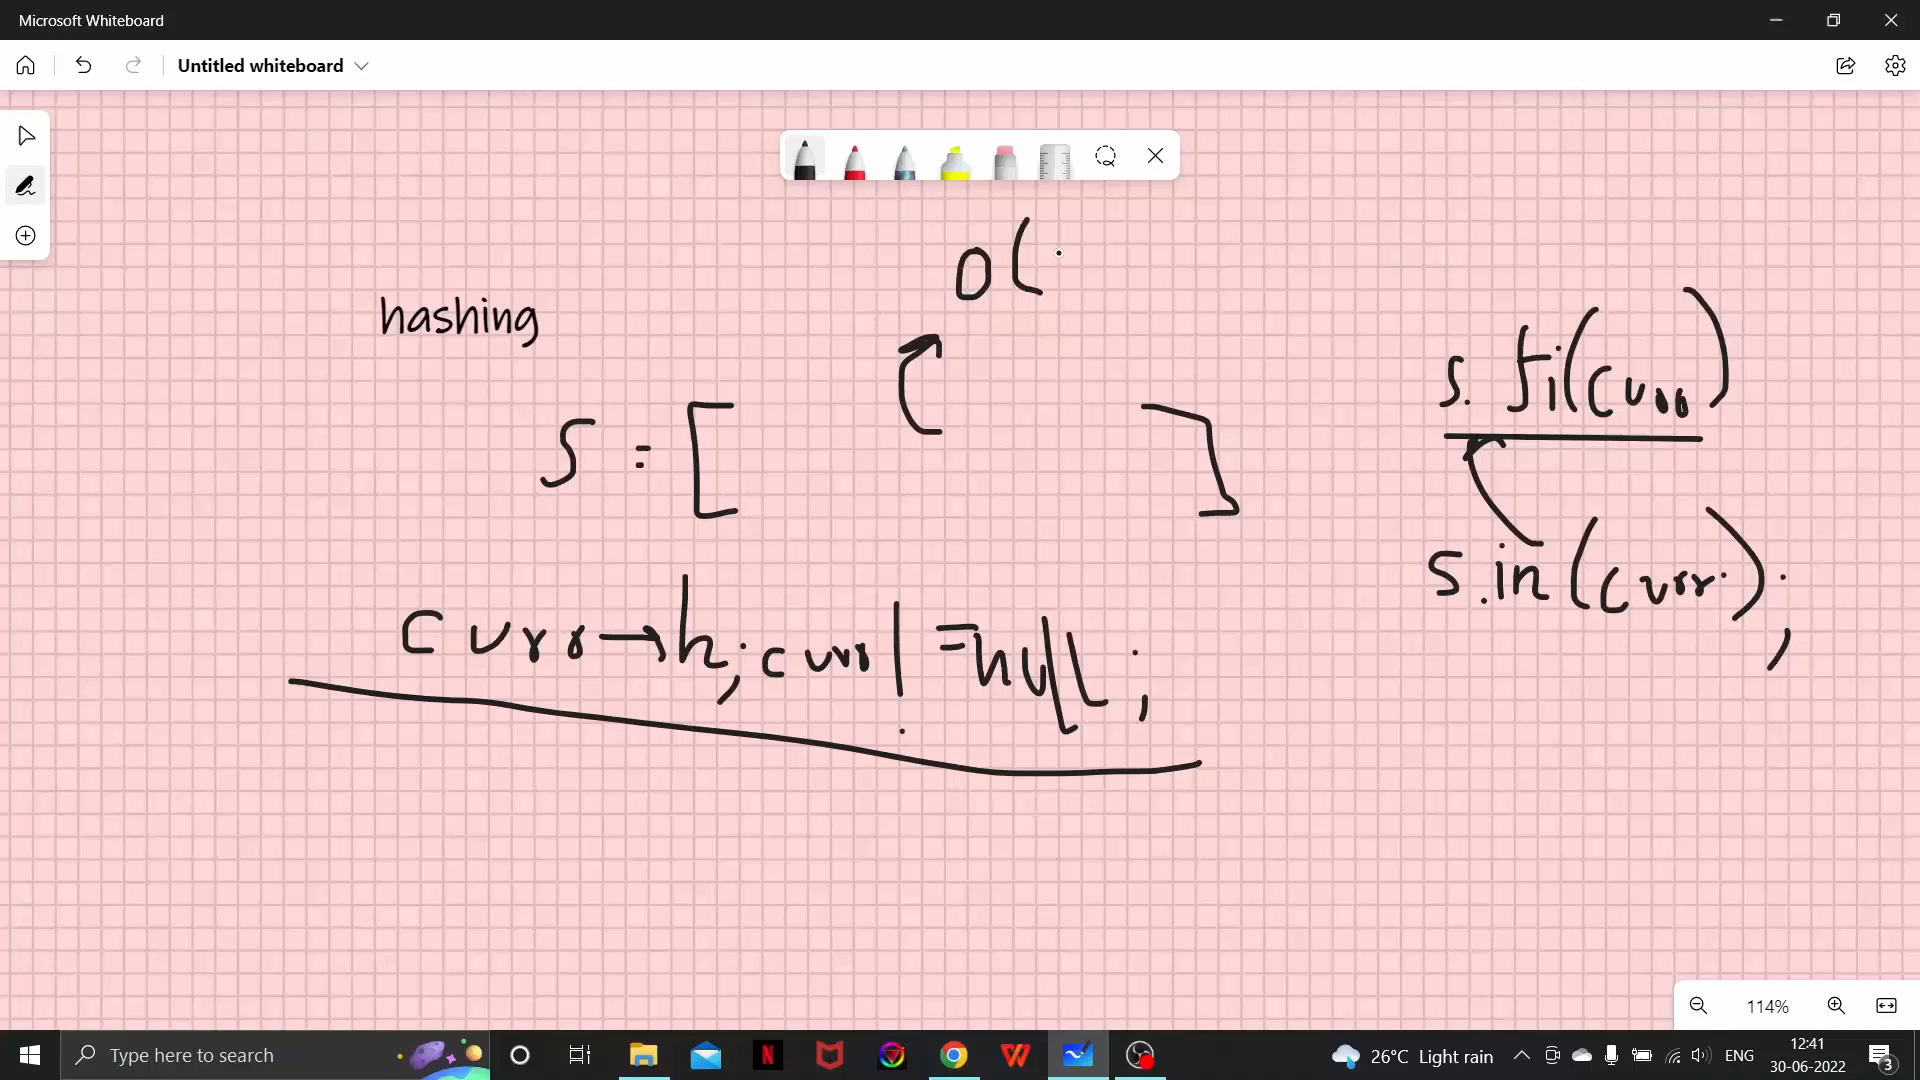 Microsoft Whiteboard
Untitled whiteboard
O(
hashing
s. fi(curr)
S = [ ]
s.in(curr);
curr→h; curr != null;
114%
Type here to search
26°C Light rain
ENG
12:41
30-06-2022
3